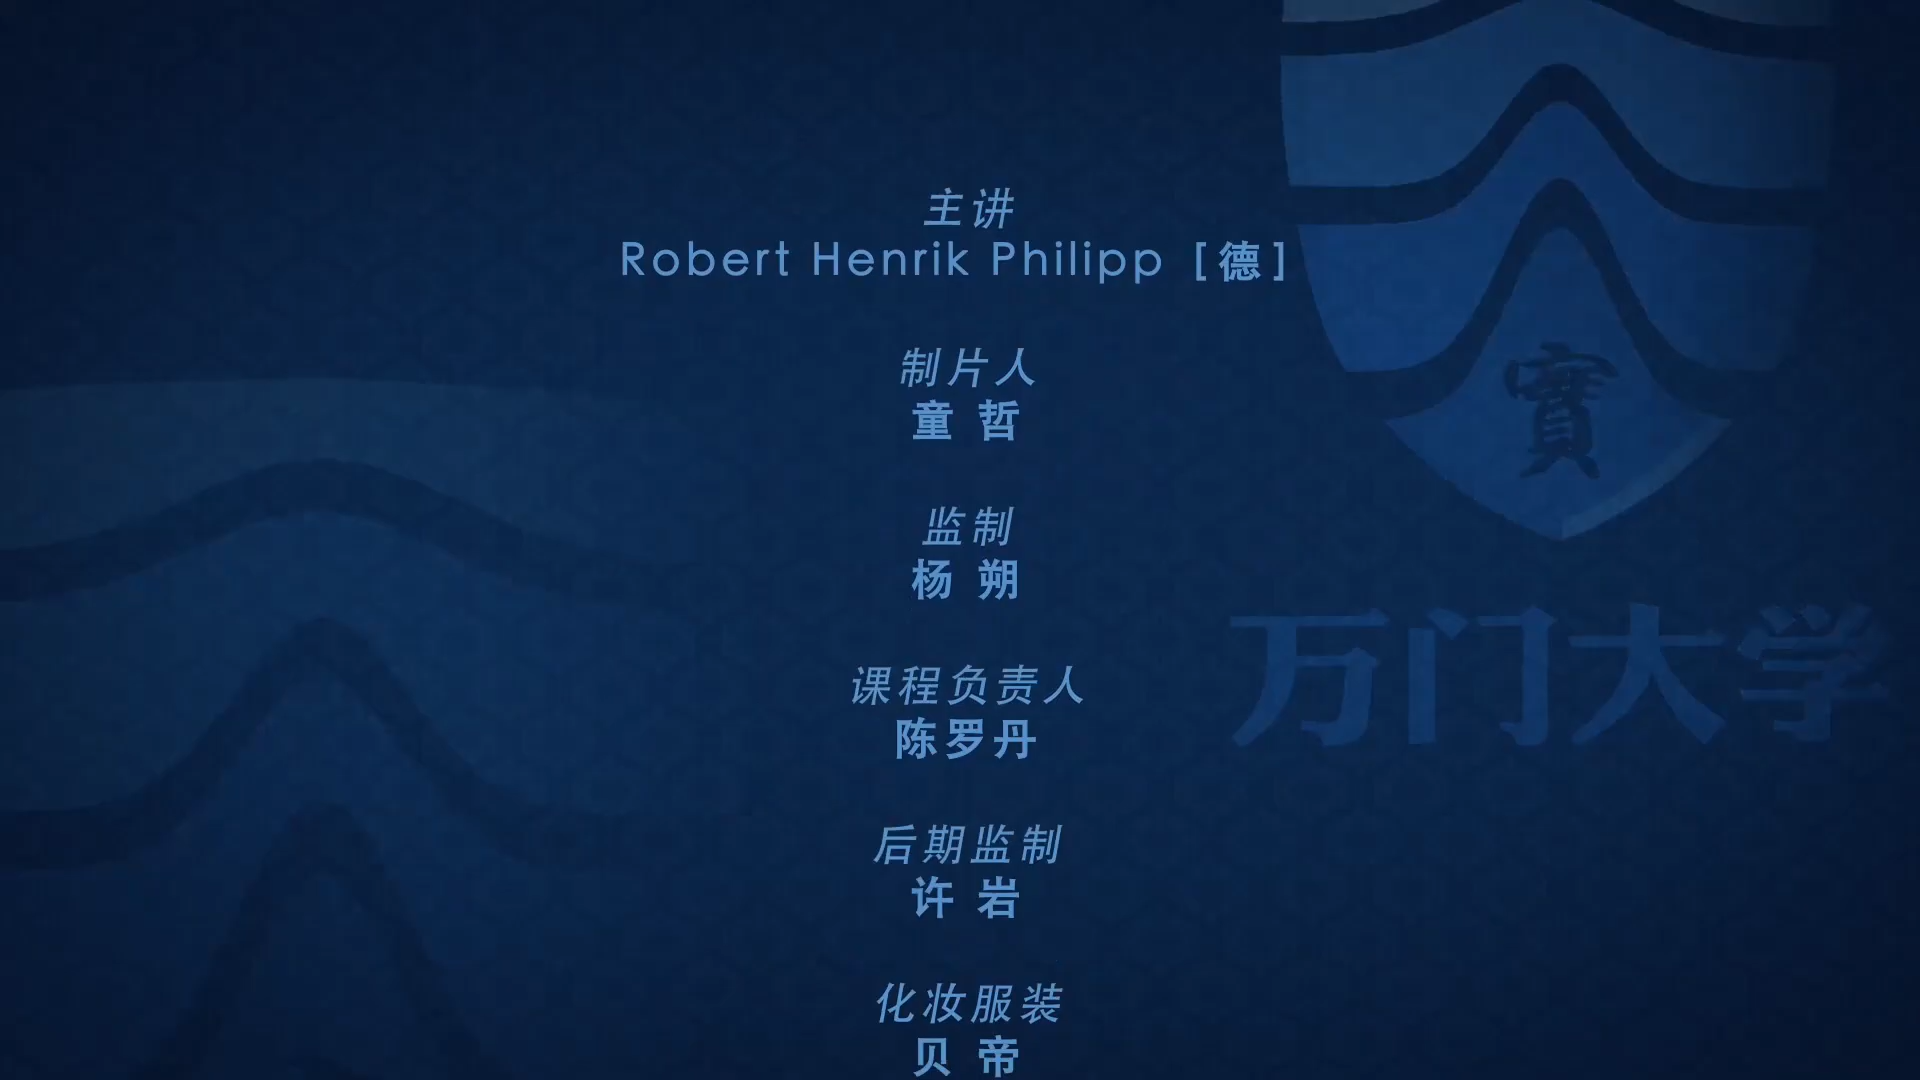 主讲
Robert Henrik Philipp [德]
制片人
童 哲
监制
杨 朔
课程负责人
陈罗丹
后期监制
许 岩
化妆服装
贝 帝
實
万门大学